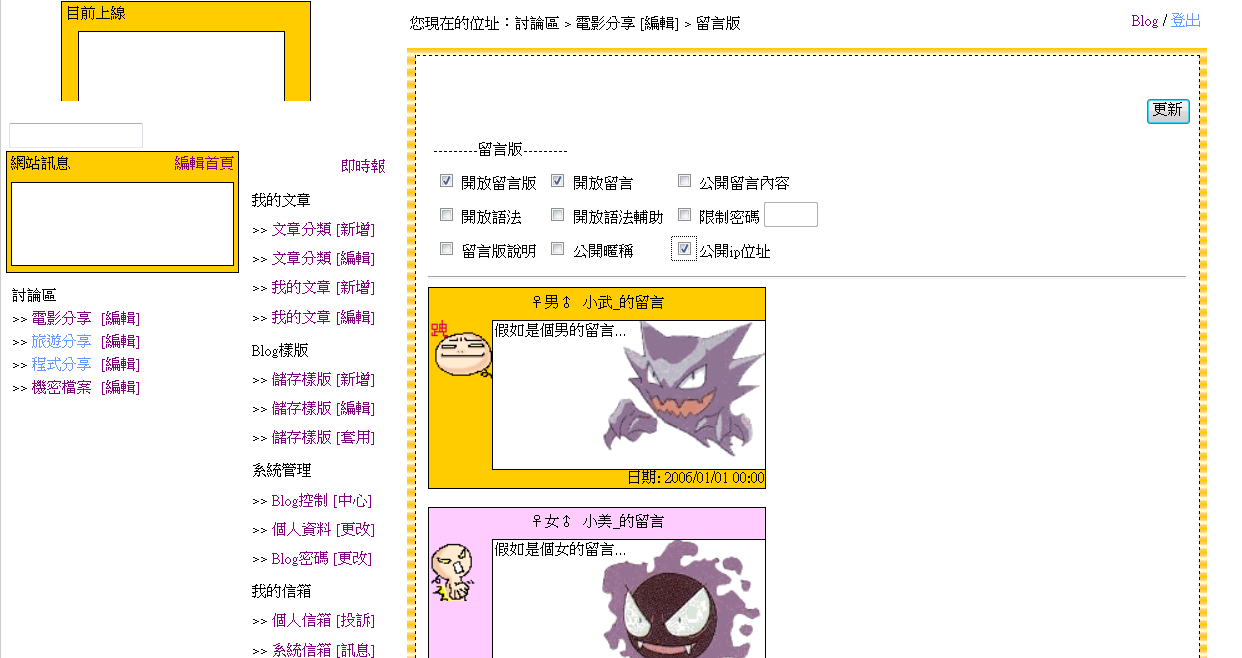 目前上線
您現在的位址：討論區 > 電影分享 [編輯] > 留言版
Blog / 登出
更新
網站訊息 編輯首頁
即時報
我的文章
>> 文章分類 [新增]
>> 文章分類 [編輯]
>> 我的文章 [新增]
>> 我的文章 [編輯]
Blog樣版
>> 儲存樣版 [新增]
>> 儲存樣版 [編輯]
>> 儲存樣版 [套用]
系統管理
>> Blog控制 [中心]
>> 個人資料 [更改]
>> Blog密碼 [更改]
我的信箱
>> 個人信箱 [投訴]
>> 系統信箱 [訊息]
討論區
>> 電影分享 [編輯]
>> 旅遊分享 [編輯]
>> 程式分享 [編輯]
>> 機密檔案 [編輯]
---------留言版---------
開放留言版 開放留言 公開留言內容
開放語法 開放語法輔助 限制密碼
留言版說明 公開暱稱 公開ip位址
♀男♂ 小武_的留言
假如是個男的留言...
日期: 2006/01/01 00:00
♀女♂ 小美_的留言
假如是個女的留言...